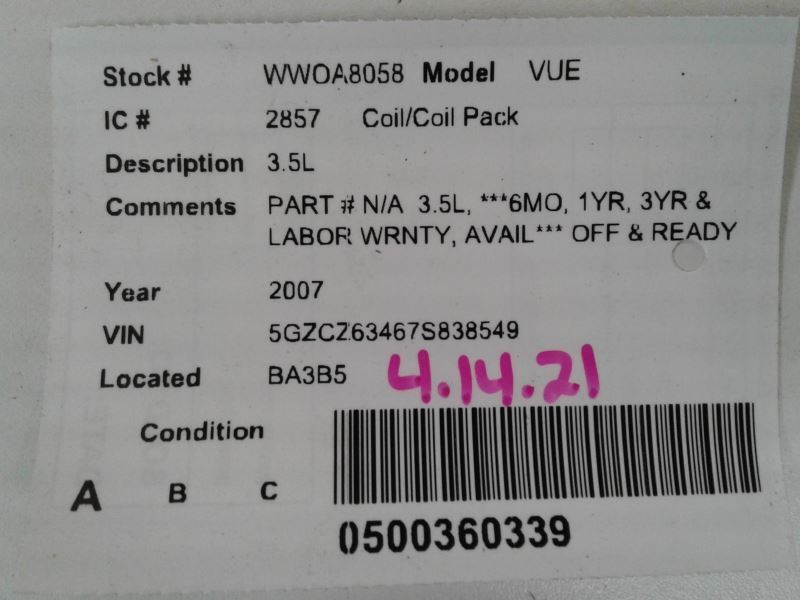 Stock # WWOA8058 Model VUE
IC # 2857 Coil/Coil Pack
Description 3.5L
Comments PART # N/A 3.5L, ***6MO, 1YR, 3YR &
LABOR WRNTY, AVAIL*** OFF & READY
Year 2007
VIN 5GZCZ63467S838549
Located BA3B5 4.14.21
Condition
A B C
0500360339